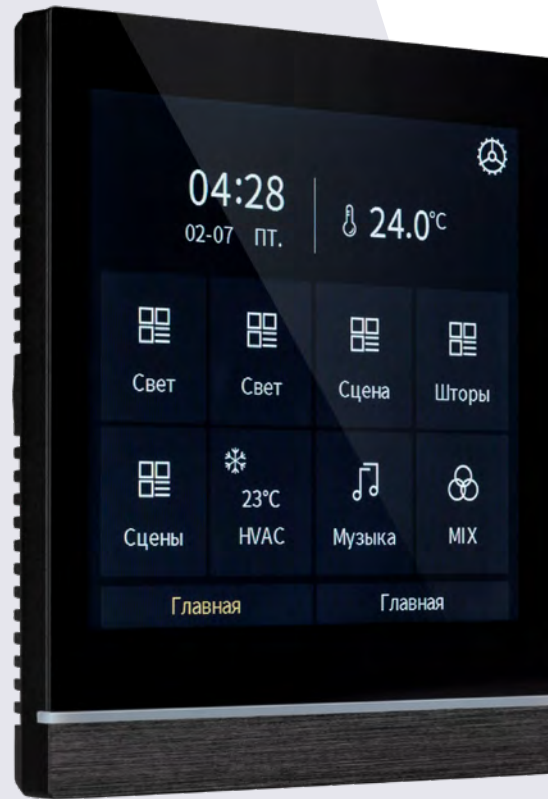 04:28
02-07 ПТ.
24.0°C
Свет
Свет
Сцена
Шторы
Сцены
23°C
HVAC
Музыка
MIX
Главная
Главная